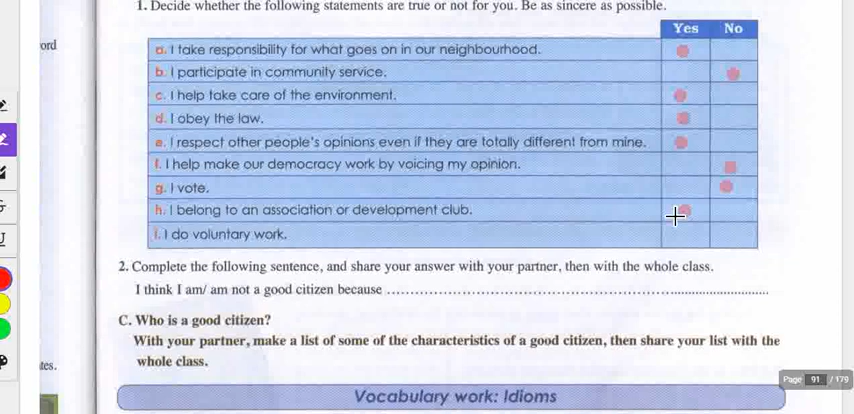 1. Decide whether the following statements are true or not for you. Be as sincere as possible.
Yes No
ord
a. I take responsibility for what goes on in our neighbourhood.
b. I participate in community service.
c. I help take care of the environment.
d. I obey the law.
e. I respect other people's opinions even if they are totally different from mine.
f. I help make our democracy work by voicing my opinion.
g. I vote.
h. I belong to an association or development club.
i. I do voluntary work.
2. Complete the following sentence, and share your answer with your partner, then with the whole class.
I think I am/ am not a good citizen because ........................................................................
C. Who is a good citizen?
With your partner, make a list of some of the characteristics of a good citizen, then share your list with the
whole class.
tes.
Page 91 / 179
Vocabulary work: Idioms